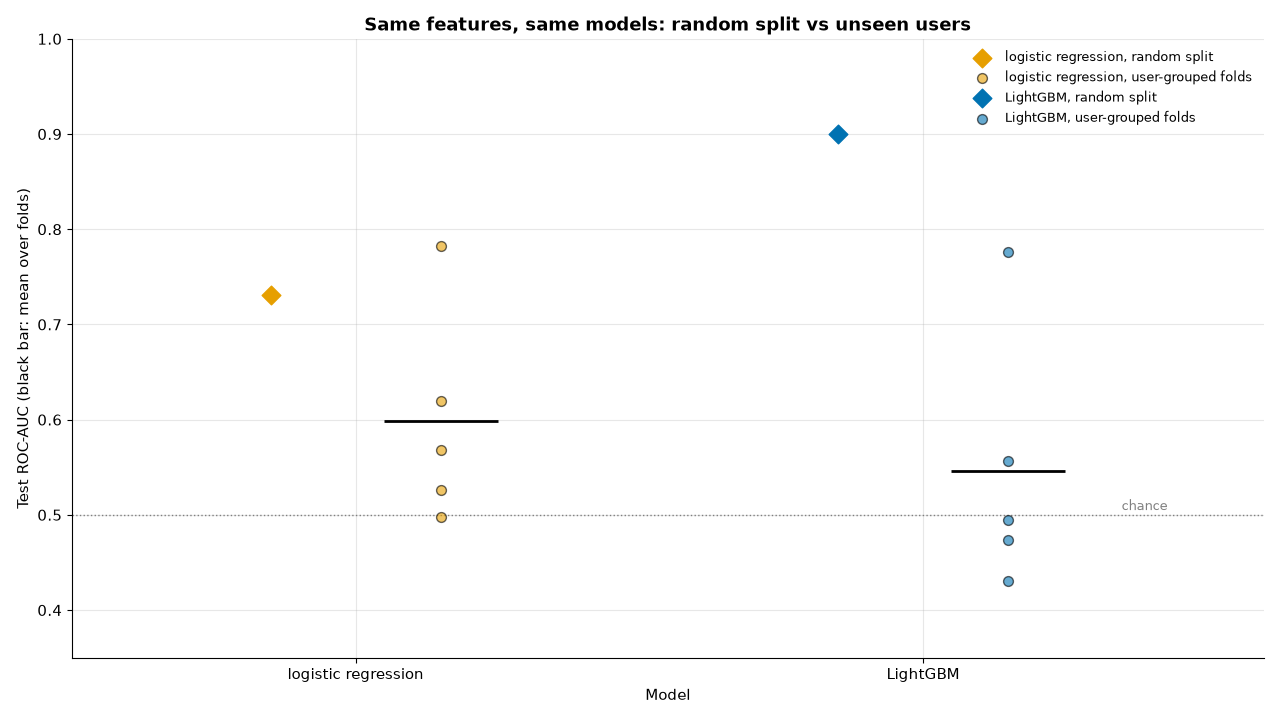 Same features, same models: random split vs unseen users
1.0
0.9
0.8
0.7
0.6
0.5
0.4
Test ROC-AUC (black bar: mean over folds)
logistic regression, random split
logistic regression, user-grouped folds
LightGBM, random split
LightGBM, user-grouped folds
chance
logistic regression
LightGBM
Model